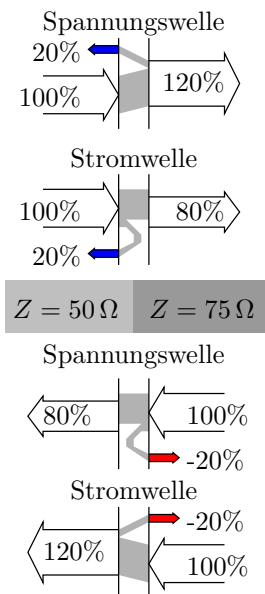 Spannungswelle
20%
120%
100%
Stromwelle
100%
80%
20%
Z = 50 Ω
Z = 75 Ω
Spannungswelle
80%
100%
-20%
Stromwelle
-20%
120%
100%